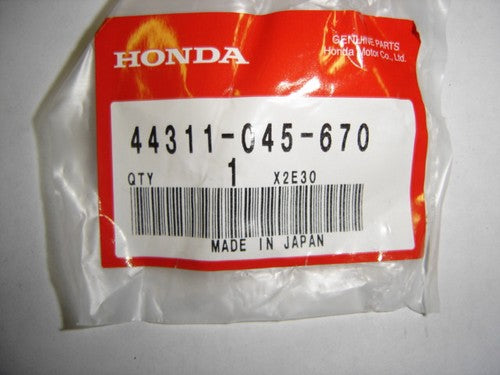 HONDA
GENUINE PARTS
Honda Motor Co., Ltd.
44311-045-670
QTY 1 X2E30
MADE IN JAPAN